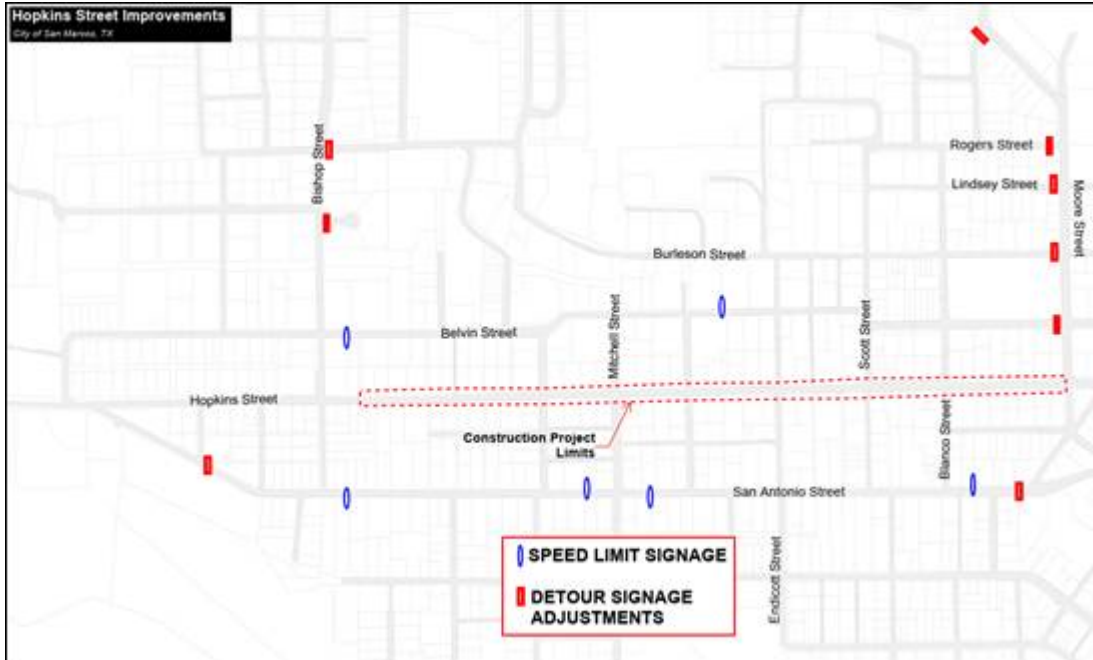 Hopkins Street Improvements
City of San Marcos, TX
Bishop Street
Rogers Street
Lindsey Street
Moore Street
Burleson Street
Mitchell Street
Belvin Street
Scott Street
Hopkins Street
Construction Project
Limits
Blanco Street
San Antonio Street
Endicott Street
SPEED LIMIT SIGNAGE
DETOUR SIGNAGE
ADJUSTMENTS